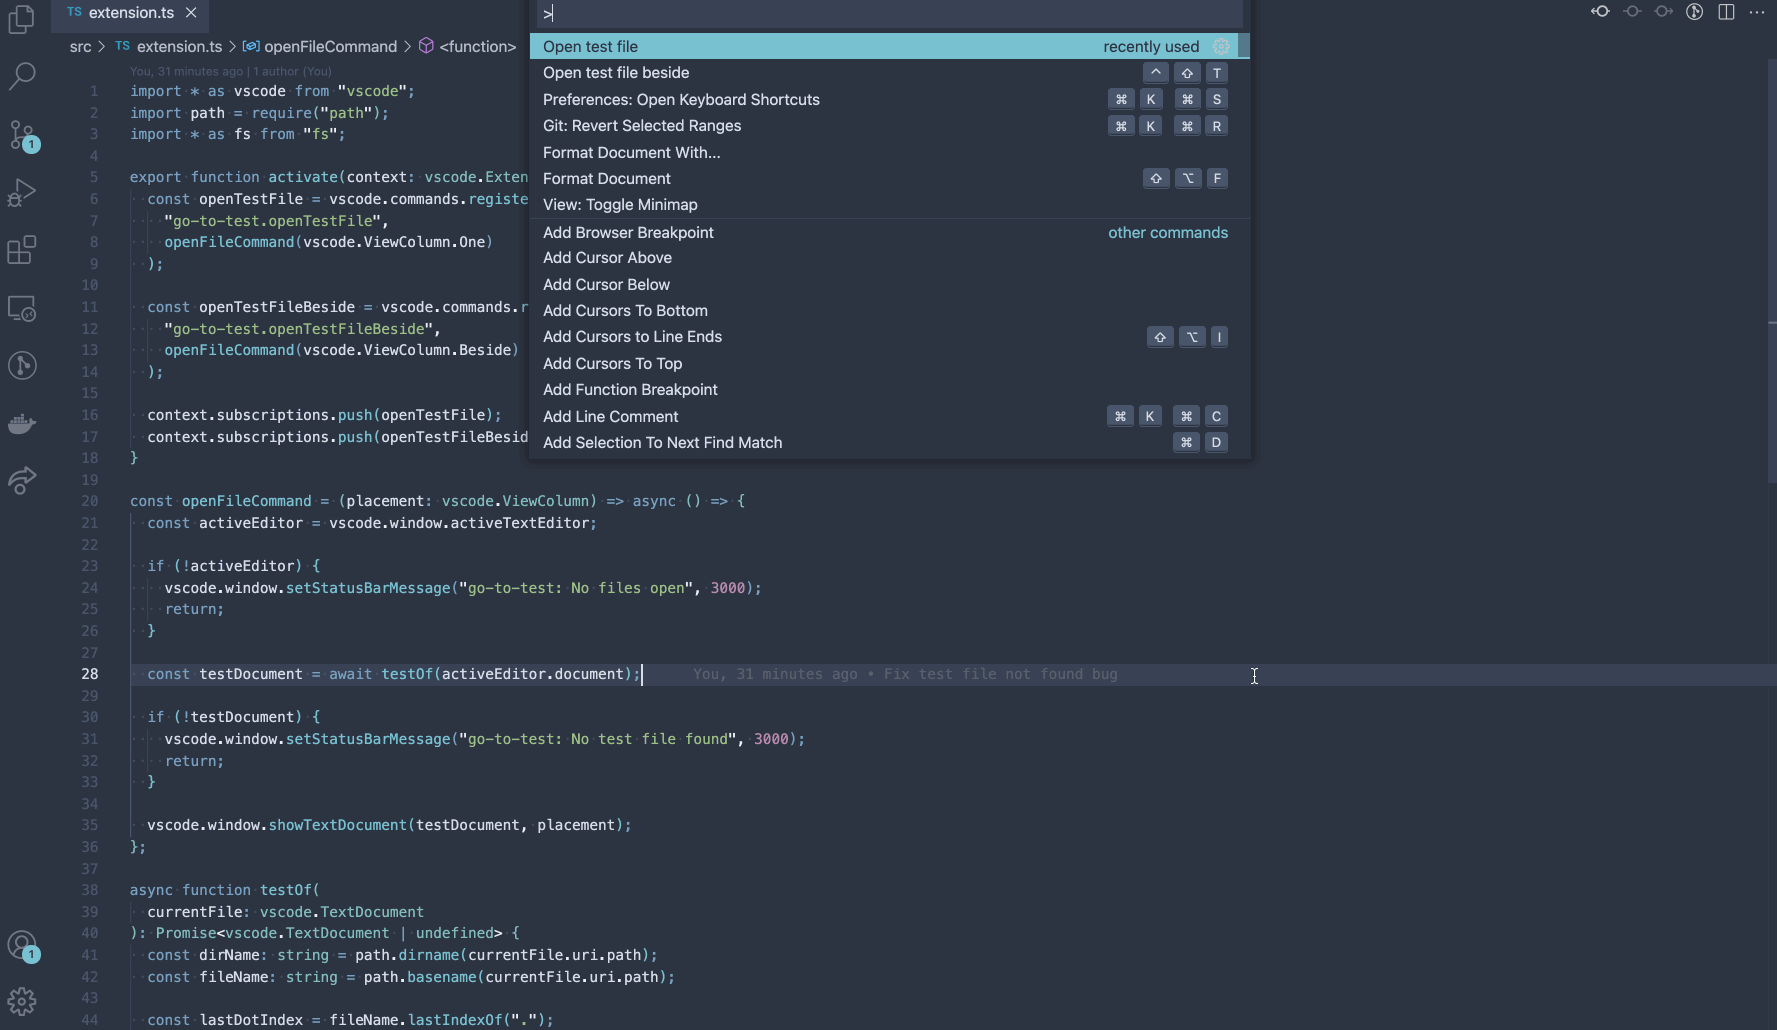 TS extension.ts ×
src > TS extension.ts > openFileCommand > <function>
You, 31 minutes ago | 1 author (You)
1 import * as vscode from "vscode";
2 import path = require("path");
3 import * as fs from "fs";
4
5 export function activate(context: vscode.Exten
6 const openTestFile = vscode.commands.registe
7 "go-to-test.openTestFile",
8 openFileCommand(vscode.ViewColumn.One)
9 );
10
11 const openTestFileBeside = vscode.commands.r
12 "go-to-test.openTestFileBeside",
13 openFileCommand(vscode.ViewColumn.Beside)
14 );
15
16 context.subscriptions.push(openTestFile);
17 context.subscriptions.push(openTestFileBesid
18 }
19
20 const openFileCommand = (placement: vscode.ViewColumn) => async () => {
21 const activeEditor = vscode.window.activeTextEditor;
22
23 if (!activeEditor) {
24 vscode.window.setStatusBarMessage("go-to-test: No files open", 3000);
25 return;
26 }
27
28 const testDocument = await testOf(activeEditor.document); You, 31 minutes ago • Fix test file not found bug
29
30 if (!testDocument) {
31 vscode.window.setStatusBarMessage("go-to-test: No test file found", 3000);
32 return;
33 }
34
35 vscode.window.showTextDocument(testDocument, placement);
36 };
37
38 async function testOf(
39 currentFile: vscode.TextDocument
40 ): Promise<vscode.TextDocument | undefined> {
41 const dirName: string = path.dirname(currentFile.uri.path);
42 const fileName: string = path.basename(currentFile.uri.path);
43
44 const lastDotIndex = fileName.lastIndexOf(".");
>
Open test file recently used
Open test file beside ⌃ ⇧ T
Preferences: Open Keyboard Shortcuts ⌘ K ⌘ S
Git: Revert Selected Ranges ⌘ K ⌘ R
Format Document With...
Format Document ⇧ ⌥ F
View: Toggle Minimap
Add Browser Breakpoint other commands
Add Cursor Above
Add Cursor Below
Add Cursors To Bottom
Add Cursors to Line Ends ⇧ ⌥ I
Add Cursors To Top
Add Function Breakpoint
Add Line Comment ⌘ K ⌘ C
Add Selection To Next Find Match ⌘ D
1
1